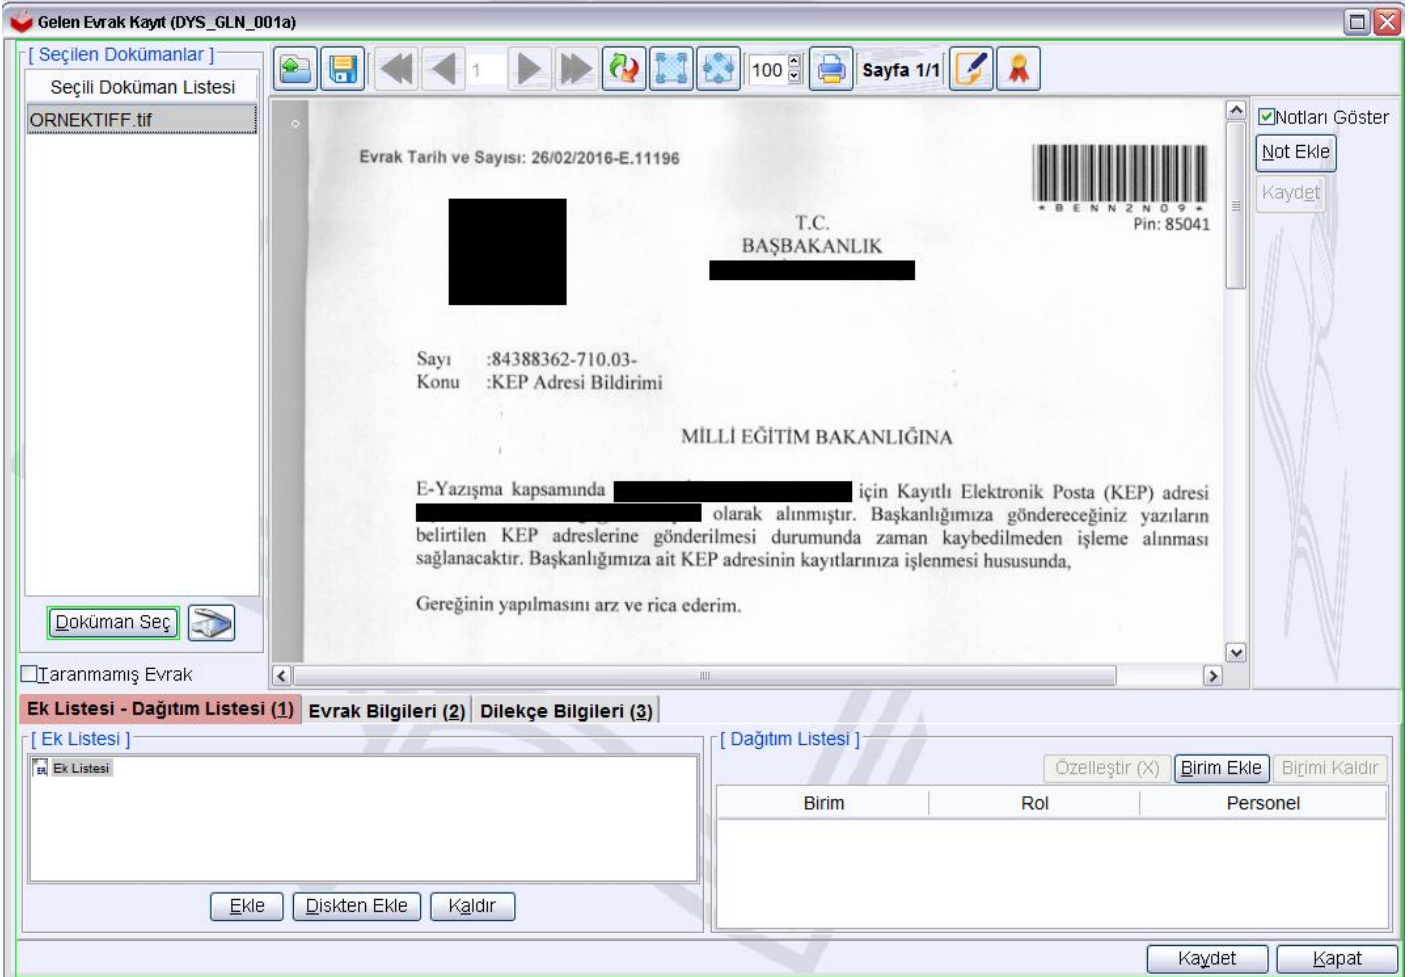 Gelen Evrak Kayıt (DYS_GLN_001a)
[ Seçilen Dokümanlar ]
Seçili Doküman Listesi
ORNEKTIFF.tif
Doküman Seç
Taranmamış Evrak
1
100
Sayfa 1/1
Notları Göster
Not Ekle
Kaydet
Evrak Tarih ve Sayısı: 26/02/2016-E.11196
* B E N N 2 N 0 9 *
Pin: 85041
T.C.
BAŞBAKANLIK
Sayı :84388362-710.03-
Konu :KEP Adresi Bildirimi
MİLLİ EĞİTİM BAKANLIĞINA
E-Yazışma kapsamında için Kayıtlı Elektronik Posta (KEP) adresi
olarak alınmıştır. Başkanlığımıza göndereceğiniz yazıların
belirtilen KEP adreslerine gönderilmesi durumunda zaman kaybedilmeden işleme alınması
sağlanacaktır. Başkanlığımıza ait KEP adresinin kayıtlarınıza işlenmesi hususunda,
Gereğinin yapılmasını arz ve rica ederim.
Ek Listesi - Dağıtım Listesi (1) Evrak Bilgileri (2) Dilekçe Bilgileri (3)
[ Ek Listesi ]
Ek Listesi
Ekle Diskten Ekle Kaldır
[ Dağıtım Listesi ]
Özelleştir (X) Birim Ekle Birimi Kaldır
Birim Rol Personel
Kaydet Kapat